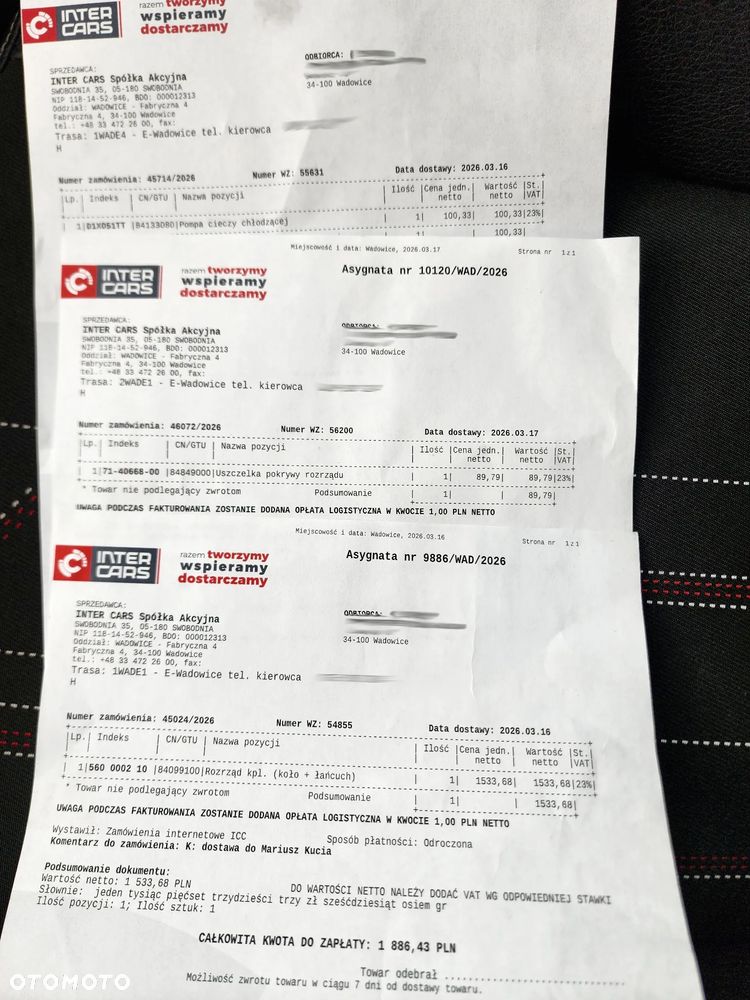 INTER CARS
razem tworzymy
wspieramy
dostarczamy
SPRZEDAWCA:
INTER CARS Spółka Akcyjna
SWOBODNIA 35, 05-180 SWOBODNIA
NIP 118-14-52-946, BDO: 000012313
Oddział: WADOWICE - Fabryczna 4
Fabryczna 4, 34-100 Wadowice
tel.: +48 33 472 26 00, fax:
Trasa: 1WADE4 - E-Wadowice tel. kierowca
H
ODBIORCA:
34-100 Wadowice
Numer zamówienia: 45714/2026 Numer WZ: 55631 Data dostawy: 2026.03.16
Lp.| Indeks | CN/GTU | Nazwa pozycji | Ilość |Cena jedn. netto | Wartość netto |St. VAT|
1|D1X051TT |84133080|Pompa cieczy chłodzącej | 1| 100,33| 100,33|23%|
1| 100,33|
Miejscowość i data: Wadowice, 2026.03.17 Strona nr 1z1
INTER CARS
razem tworzymy
wspieramy
dostarczamy
Asygnata nr 10120/WAD/2026
SPRZEDAWCA:
INTER CARS Spółka Akcyjna
SWOBODNIA 35, 05-180 SWOBODNIA
NIP 118-14-52-946, BDO: 000012313
Oddział: WADOWICE - Fabryczna 4
Fabryczna 4, 34-100 Wadowice
tel.: +48 33 472 26 00, fax:
Trasa: 2WADE1 - E-Wadowice tel. kierowca
H
ODBIORCA:
34-100 Wadowice
Numer zamówienia: 46072/2026 Numer WZ: 56200 Data dostawy: 2026.03.17
Lp.| Indeks | CN/GTU | Nazwa pozycji | Ilość |Cena jedn. netto | Wartość netto |St. VAT|
1|71-40668-00 |84849000|Uszczelka pokrywy rozrządu | 1| 89,79| 89,79|23%|
* Towar nie podlegający zwrotom Podsumowanie | 1| | 89,79|
UWAGA PODCZAS FAKTUROWANIA ZOSTANIE DODANA OPŁATA LOGISTYCZNA W KWOCIE 1,00 PLN NETTO
Miejscowość i data: Wadowice, 2026.03.16 Strona nr 1z1
INTER CARS
razem tworzymy
wspieramy
dostarczamy
Asygnata nr 9886/WAD/2026
SPRZEDAWCA:
INTER CARS Spółka Akcyjna
SWOBODNIA 35, 05-180 SWOBODNIA
NIP 118-14-52-946, BDO: 000012313
Oddział: WADOWICE - Fabryczna 4
Fabryczna 4, 34-100 Wadowice
tel.: +48 33 472 26 00, fax:
Trasa: 1WADE1 - E-Wadowice tel. kierowca
H
ODBIORCA:
34-100 Wadowice
Numer zamówienia: 45024/2026 Numer WZ: 54855 Data dostawy: 2026.03.16
Lp.| Indeks | CN/GTU | Nazwa pozycji | Ilość |Cena jedn. netto | Wartość netto |St. VAT|
1|560 0002 10 |84099100|Rozrząd kpl. (koło + łańcuch) | 1| 1533,68| 1533,68|23%|
* Towar nie podlegający zwrotom Podsumowanie | 1| | 1533,68|
UWAGA PODCZAS FAKTUROWANIA ZOSTANIE DODANA OPŁATA LOGISTYCZNA W KWOCIE 1,00 PLN NETTO
Wystawił: Zamówienia internetowe ICC Sposób płatności: Odroczona
Komentarz do zamówienia: K: dostawa do Mariusz Kucia
Podsumowanie dokumentu:
Wartość netto: 1 533,68 PLN DO WARTOŚCI NETTO NALEŻY DODAĆ VAT WG ODPOWIEDNIEJ STAWKI
Słownie: jeden tysiąc pięćset trzydzieści trzy zł sześćdziesiąt osiem gr
Ilość pozycji: 1; Ilość sztuk: 1
CAŁKOWITA KWOTA DO ZAPŁATY: 1 886,43 PLN
Towar odebrał ..............................
Możliwość zwrotu towaru w ciągu 7 dni od dostawy towaru.
OTOMOTO